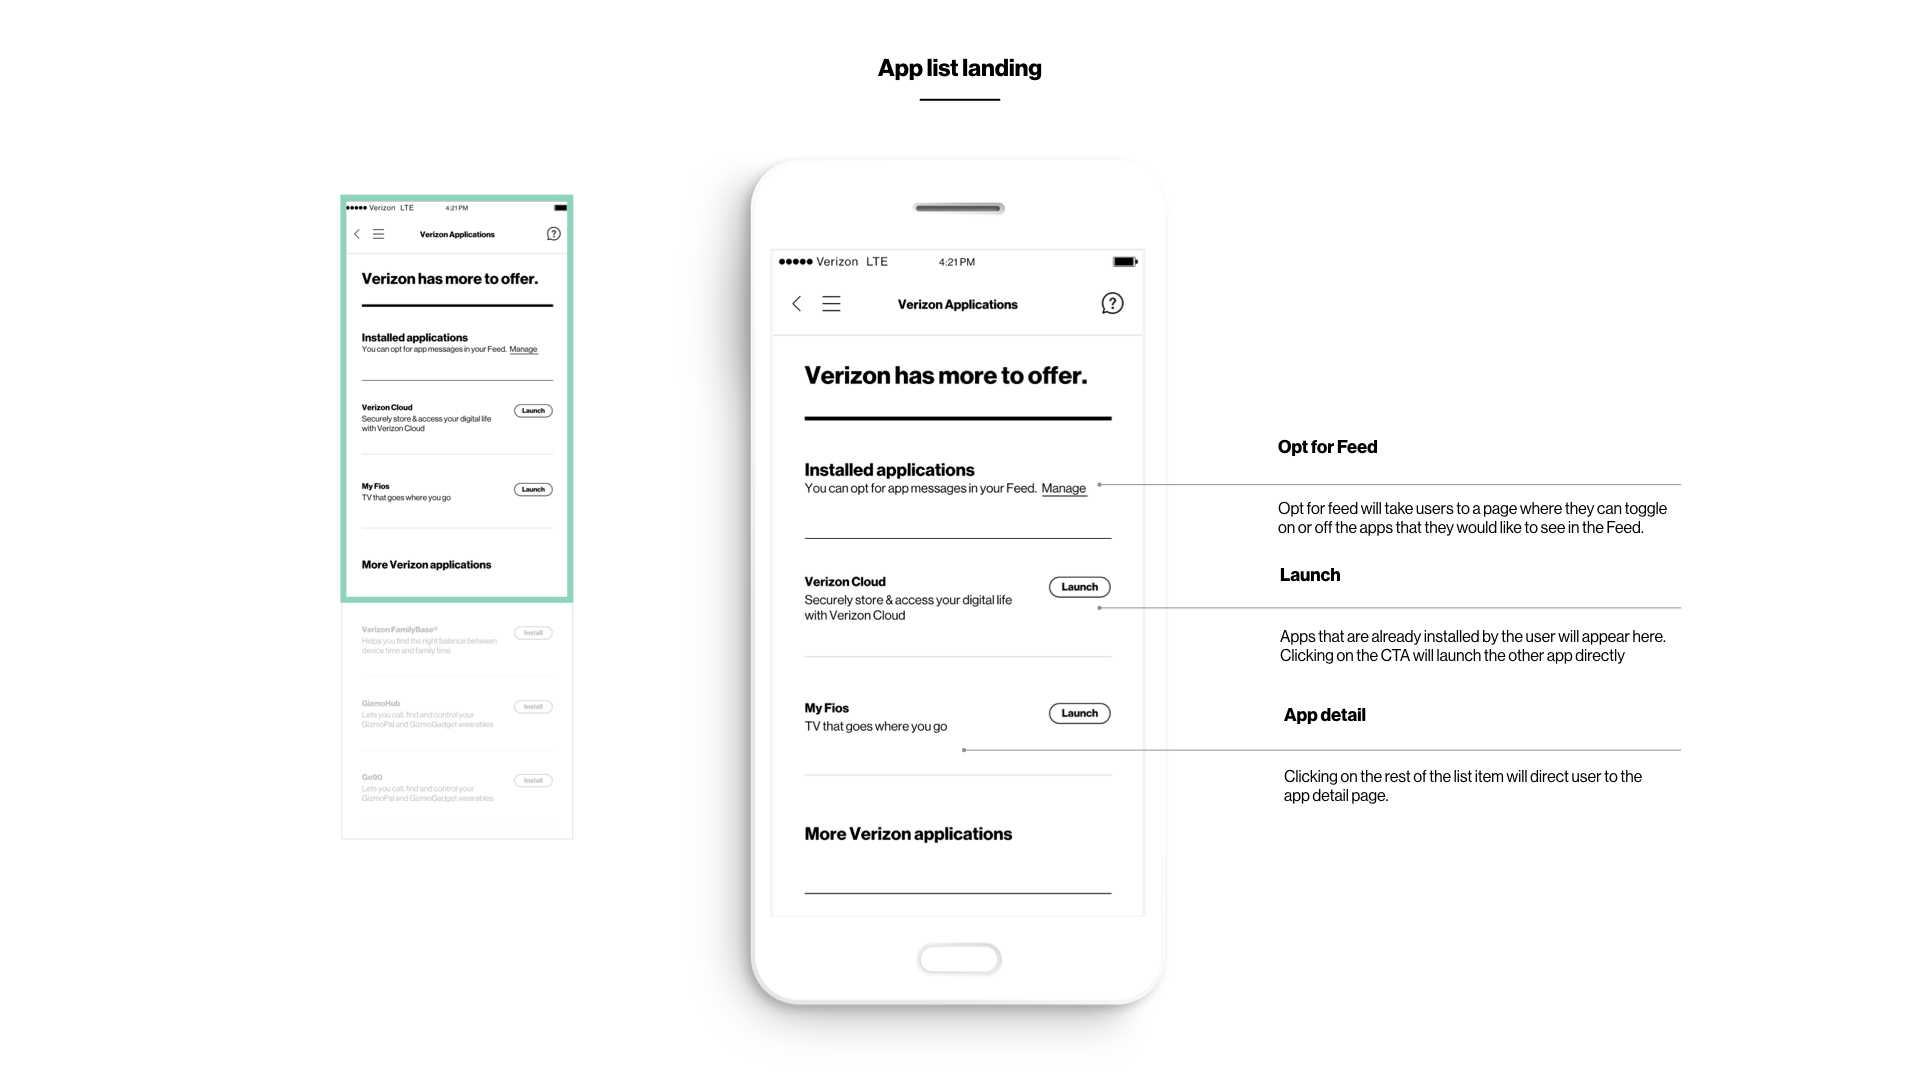 App list landing
Verizon LTE 4:21 PM
Verizon Applications
Verizon has more to offer.
Installed applications
You can opt for app messages in your Feed. Manage
Verizon Cloud
Launch
Securely store & access your digital life
with Verizon Cloud
My Fios
Launch
TV that goes where you go
More Verizon applications
Verizon FamilyBase®
Install
Helps you find the right balance between
device time and family time
GizmoHub
Install
Lets you call, find and control your
GizmoPal and GizmoGadget wearables
Go90
Install
Lets you call, find and control your
GizmoPal and GizmoGadget wearables
Verizon LTE 4:21 PM
Verizon Applications
Verizon has more to offer.
Installed applications
You can opt for app messages in your Feed. Manage
Verizon Cloud
Launch
Securely store & access your digital life
with Verizon Cloud
My Fios
Launch
TV that goes where you go
More Verizon applications
Opt for Feed
Opt for feed will take users to a page where they can toggle
on or off the apps that they would like to see in the Feed.
Launch
Apps that are already installed by the user will appear here.
Clicking on the CTA will launch the other app directly
App detail
Clicking on the rest of the list item will direct user to the
app detail page.